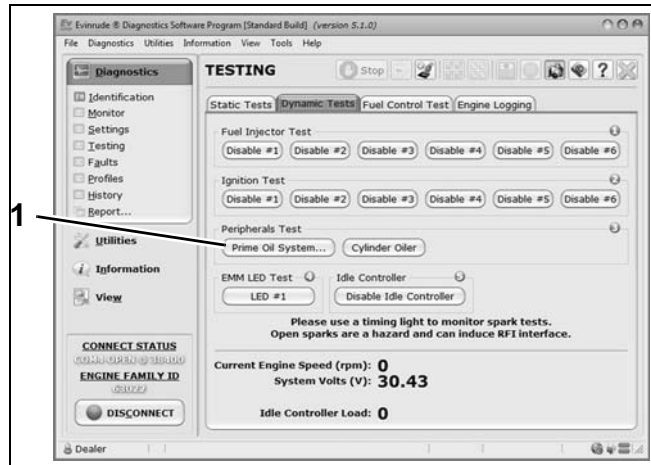 Evinrude ® Diagnostics Software Program [Standard Build] (version 5.1.0)
File Diagnostics Utilities Information View Tools Help
Diagnostics
Identification
Monitor
Settings
Testing
Faults
Profiles
History
Report...
Utilities
Information
View
CONNECT STATUS
ENGINE FAMILY ID
DISCONNECT
TESTING
Stop
?
Static Tests Dynamic Tests Fuel Control Test Engine Logging
Fuel Injector Test
Disable #1 Disable #2 Disable #3 Disable #4 Disable #5 Disable #6
Ignition Test
Disable #1 Disable #2 Disable #3 Disable #4 Disable #5 Disable #6
Peripherals Test
1
Prime Oil System... Cylinder Oiler
EMM LED Test Idle Controller
LED #1 Disable Idle Controller
Please use a timing light to monitor spark tests.
Open sparks are a hazard and can induce RFI interface.
Current Engine Speed (rpm): 0
System Volts (V): 30.43
Idle Controller Load: 0
Dealer